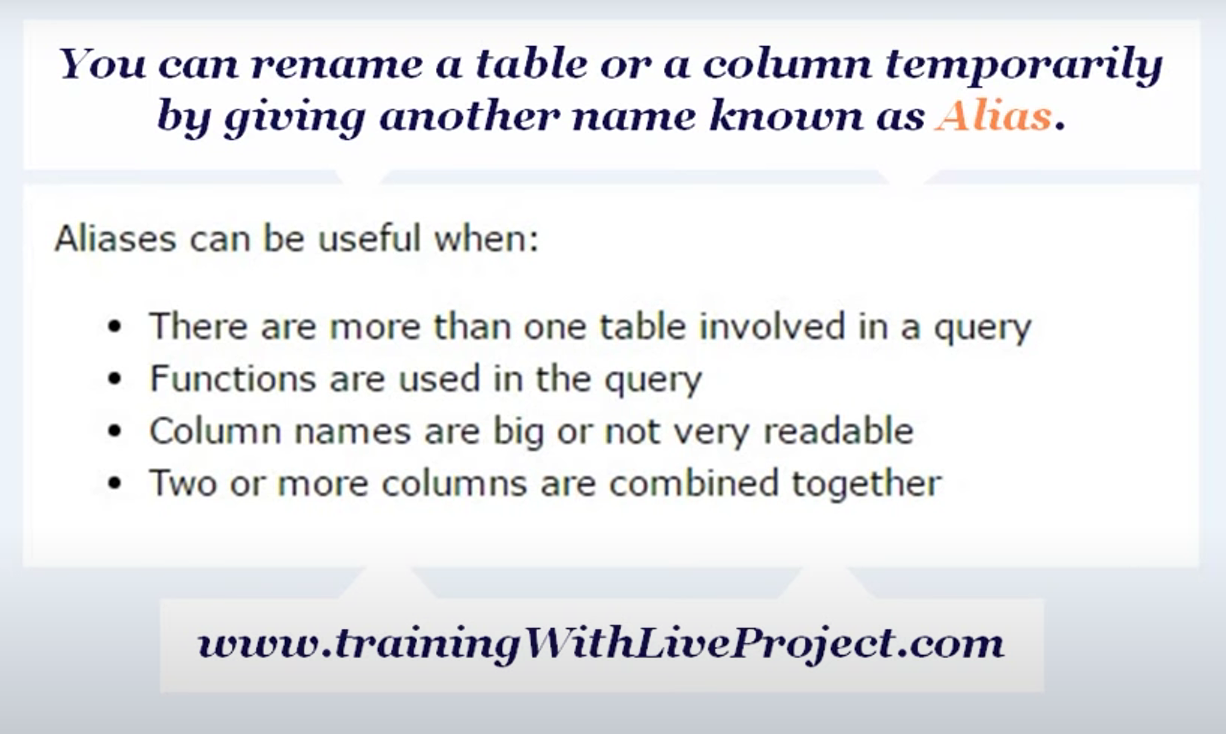 You can rename a table or a column temporarily
by giving another name known as Alias.
Aliases can be useful when:
• There are more than one table involved in a query
• Functions are used in the query
• Column names are big or not very readable
• Two or more columns are combined together
www.trainingWithLiveProject.com